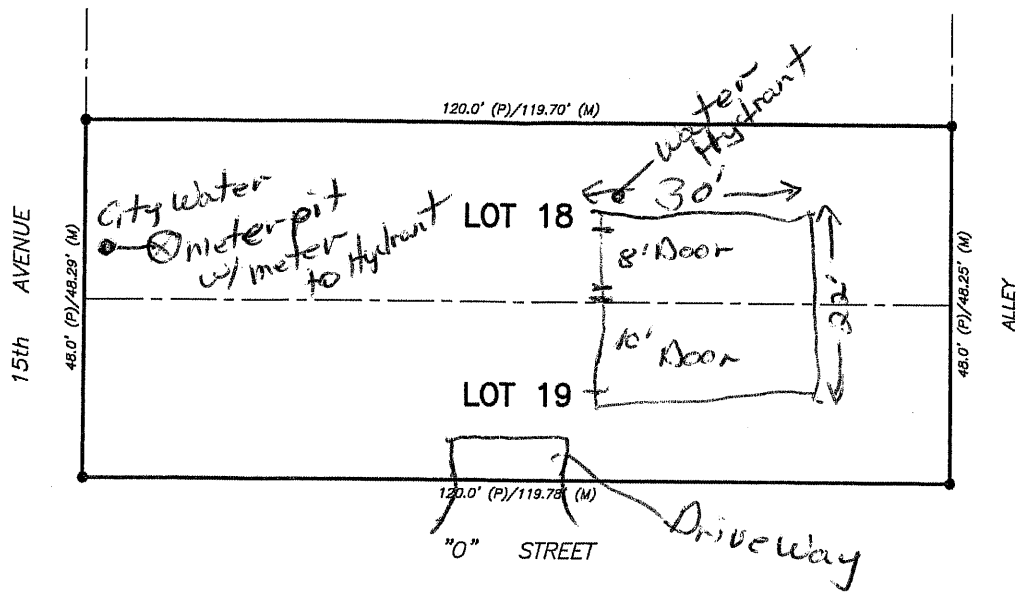 120.0' (P)/119.70' (M)
water
Hydrant
City Water
meter pit
w/ meter
to Hydrant
LOT 18
30'
8' Door
22'
10' Door
LOT 19
15th AVENUE
48.0' (P)/48.29' (M)
48.0' (P)/48.25' (M)
ALLEY
120.0' (P)/119.78' (M)
"O" STREET
DriveWay